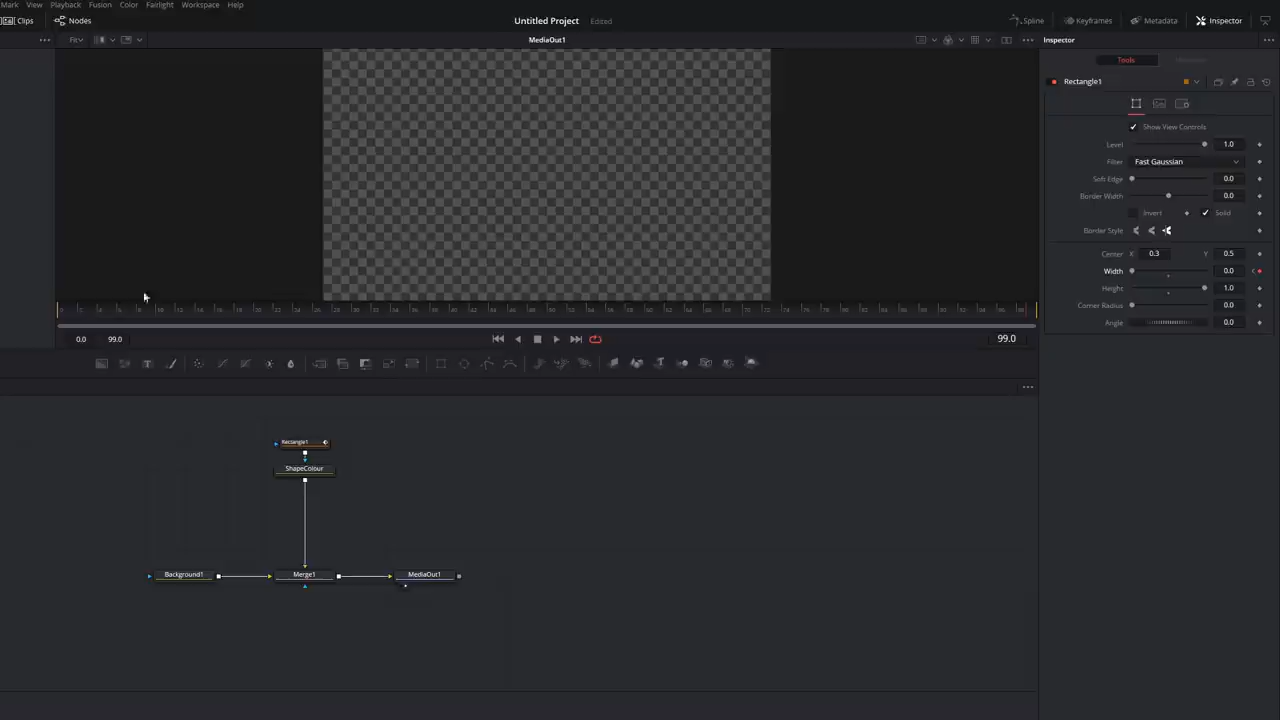 Mark View Playback Fusion Color Fairlight Workspace Help
Clips Nodes Untitled Project Edited Spline Keyframes Metadata Inspector
Fit MediaOut1 Inspector
Tools
Rectangle1
Show View Controls
Level 1.0
Filter Fast Gaussian
Soft Edge 0.0
Border Width 0.0
Invert Solid
Border Style
Center X 0.3 Y 0.5
Width 0.0
Height 1.0
Corner Radius 0.0
Angle 0.0
0.0 99.0 99.0
Rectangle1
ShapeColour
Background1 Merge1 MediaOut1